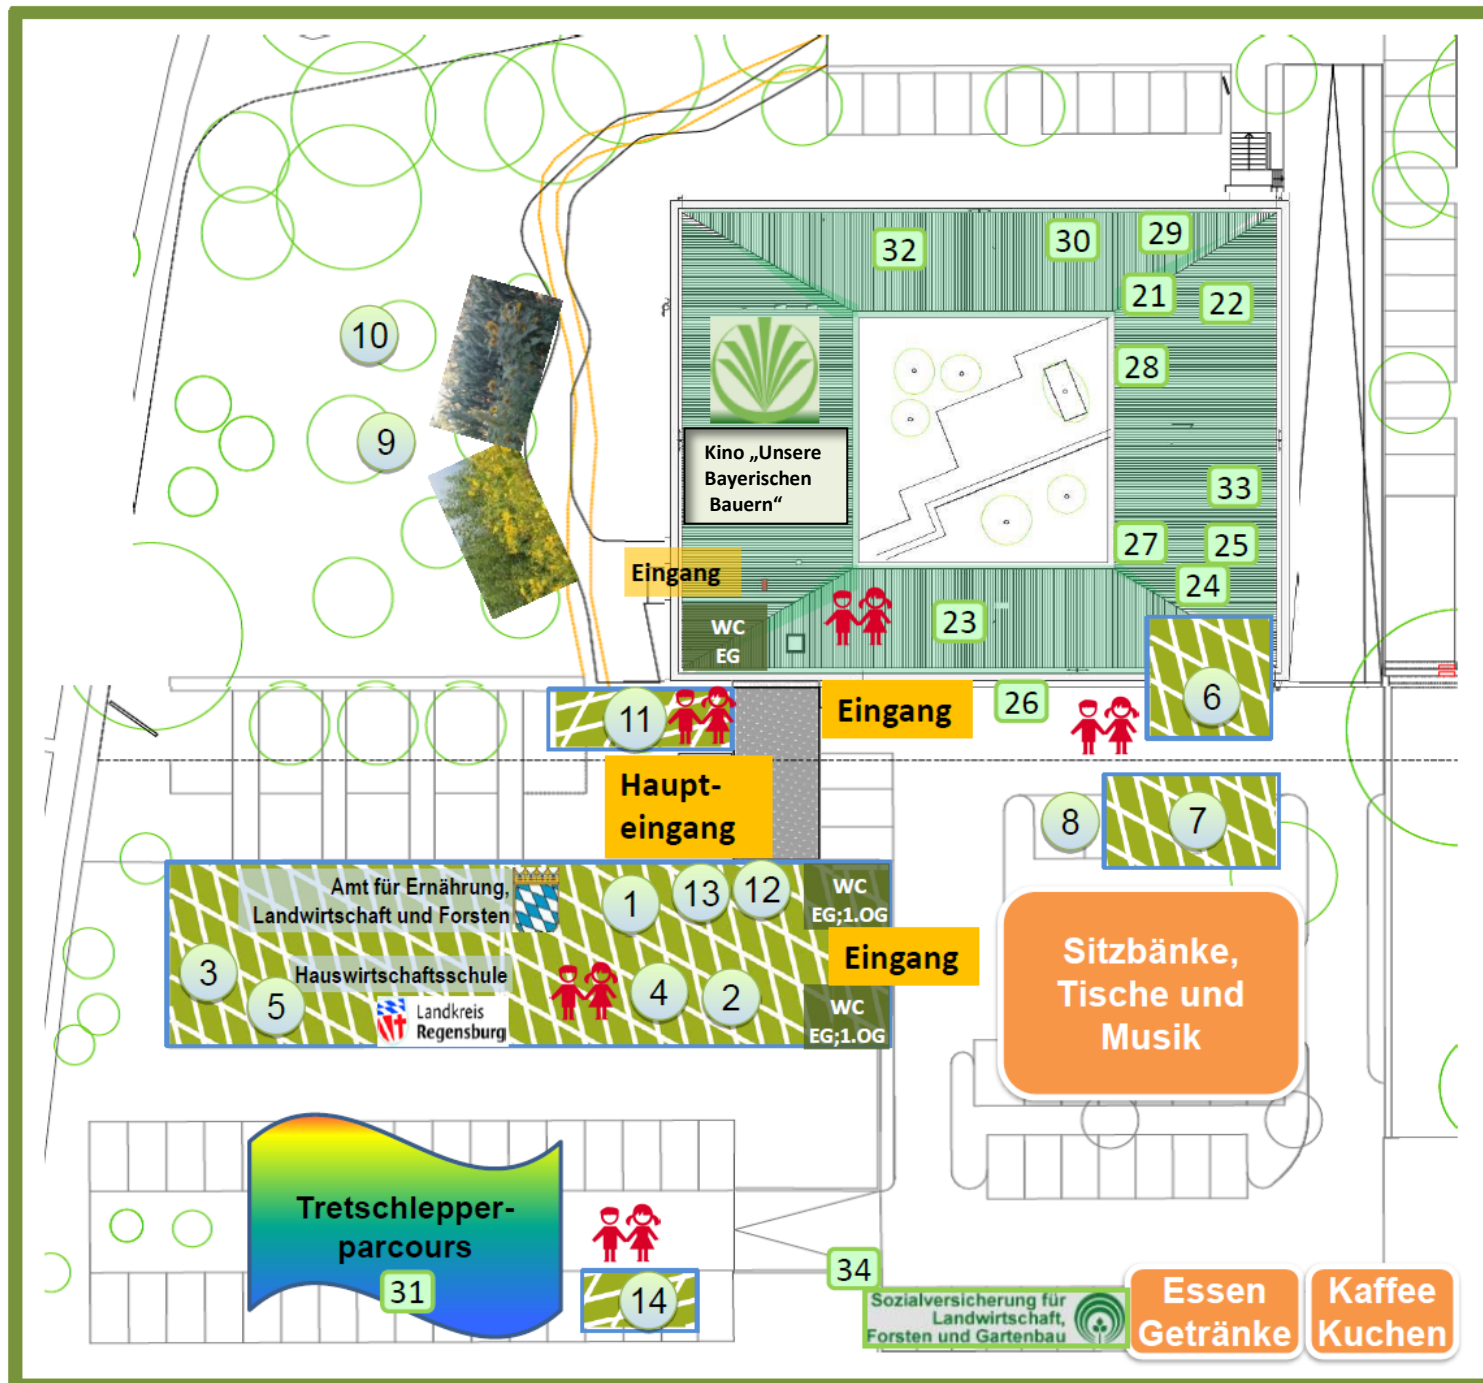 32
30
29
21
22
10
28
9
Kino „Unsere
Bayerischen
Bauern“
33
27
25
Eingang
24
23
WC
EG
6
11
Eingang
26
Haupt-
eingang
8
7
Amt für Ernährung,
Landwirtschaft und Forsten
1
13
12
WC
EG;1.OG
Sitzbänke,
Tische und
Musik
Eingang
3
Hauswirtschaftsschule
5
4
2
Landkreis
Regensburg
WC
EG;1.OG
Tretschlepper-
parcours
31
14
34
Sozialversicherung für
Landwirtschaft,
Forsten und Gartenbau
Essen
Getränke
Kaffee
Kuchen